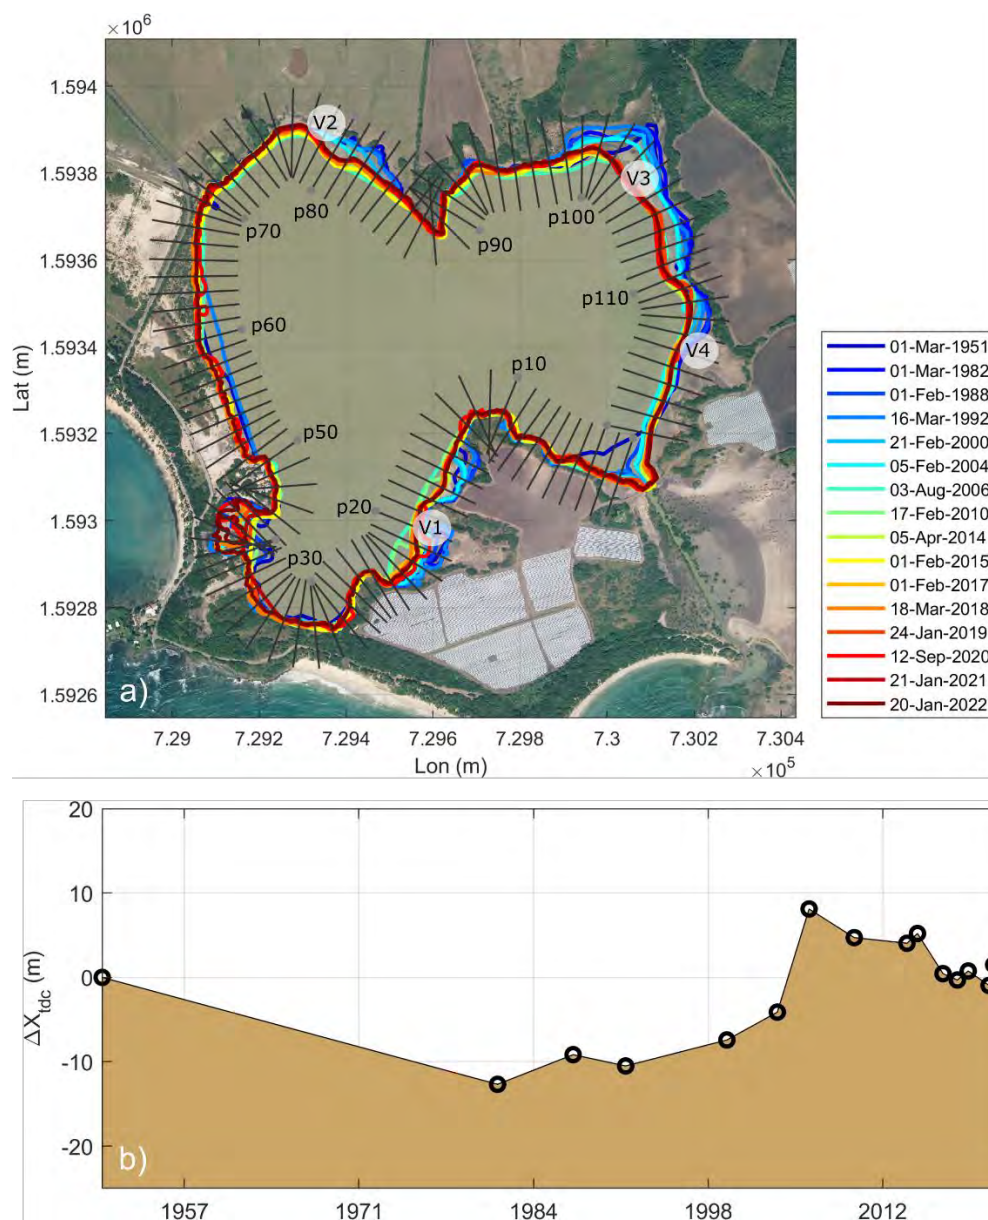 ×10⁶
1.594
1.5938
1.5936
1.5934
1.5932
1.593
1.5928
1.5926
Lat (m)
V2
V3
p80
p70
p90
p100
p110
p60
V4
p10
p50
p20
V1
p30
a)
7.29
7.292
7.294
7.296
7.298
7.3
7.302
7.304
Lon (m)
×10⁵
01-Mar-1951
01-Mar-1982
01-Feb-1988
16-Mar-1992
21-Feb-2000
05-Feb-2004
03-Aug-2006
17-Feb-2010
05-Apr-2014
01-Feb-2015
01-Feb-2017
18-Mar-2018
24-Jan-2019
12-Sep-2020
21-Jan-2021
20-Jan-2022
20
10
0
-10
-20
ΔXtdc (m)
b)
1957
1971
1984
1998
2012